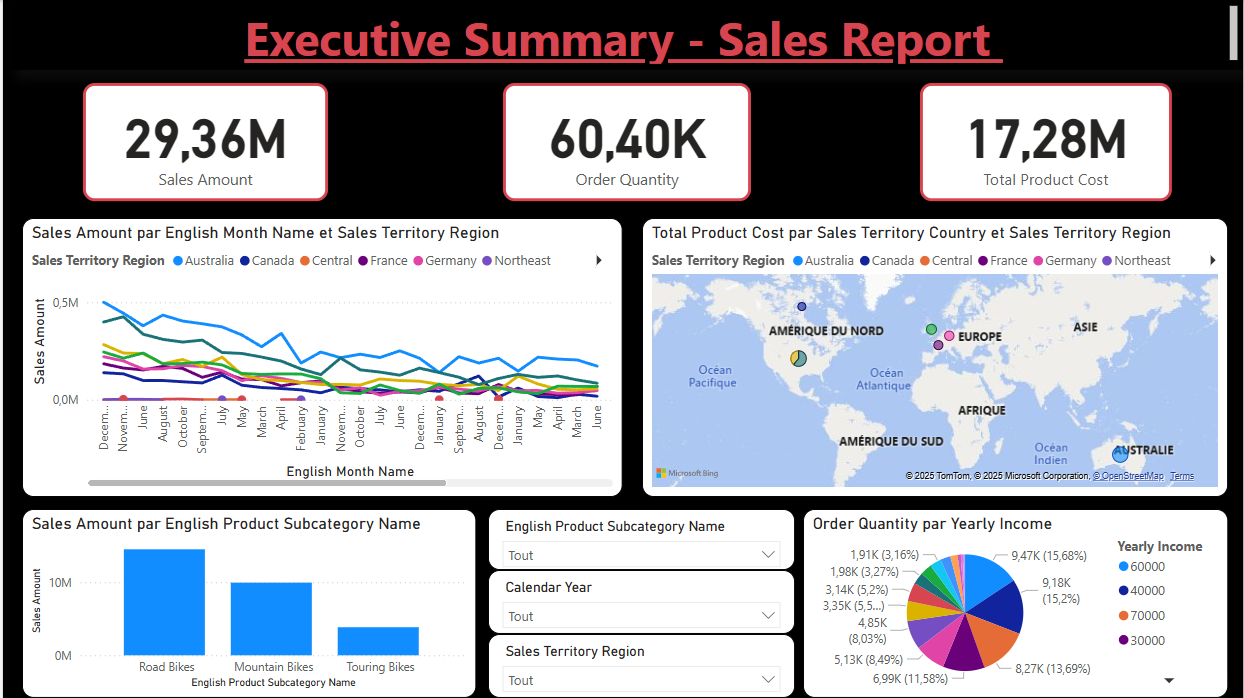 Executive Summary - Sales Report
29,36M
Sales Amount
60,40K
Order Quantity
17,28M
Total Product Cost
Sales Amount par English Month Name et Sales Territory Region
Sales Territory Region Australia Canada Central France Germany Northeast
Sales Amount
0,5M
0,0M
Decem...
Novem...
June
August
October
Septem...
July
May
March
April
February
January
Novem...
October
July
June
Decem...
January
Septem...
August
Decem...
January
May
April
March
June
English Month Name
Total Product Cost par Sales Territory Country et Sales Territory Region
Sales Territory Region Australia Canada Central France Germany Northeast
AMÉRIQUE DU NORD
EUROPE
ASIE
Océan
Pacifique
Océan
Atlantique
AFRIQUE
AMÉRIQUE DU SUD
Océan
Indien
AUSTRALIE
Microsoft Bing
© 2025 TomTom, © 2025 Microsoft Corporation, © OpenStreetMap Terms
Sales Amount par English Product Subcategory Name
Sales Amount
10M
0M
Road Bikes
Mountain Bikes
Touring Bikes
English Product Subcategory Name
English Product Subcategory Name
Tout
Calendar Year
Tout
Sales Territory Region
Tout
Order Quantity par Yearly Income
1,91K (3,16%)
1,98K (3,27%)
3,14K (5,2%)
3,35K (5,5...)
4,85K
(8,03%)
5,13K (8,49%)
6,99K (11,58%)
9,47K (15,68%)
9,18K
(15,2%)
8,27K (13,69%)
Yearly Income
60000
40000
70000
30000